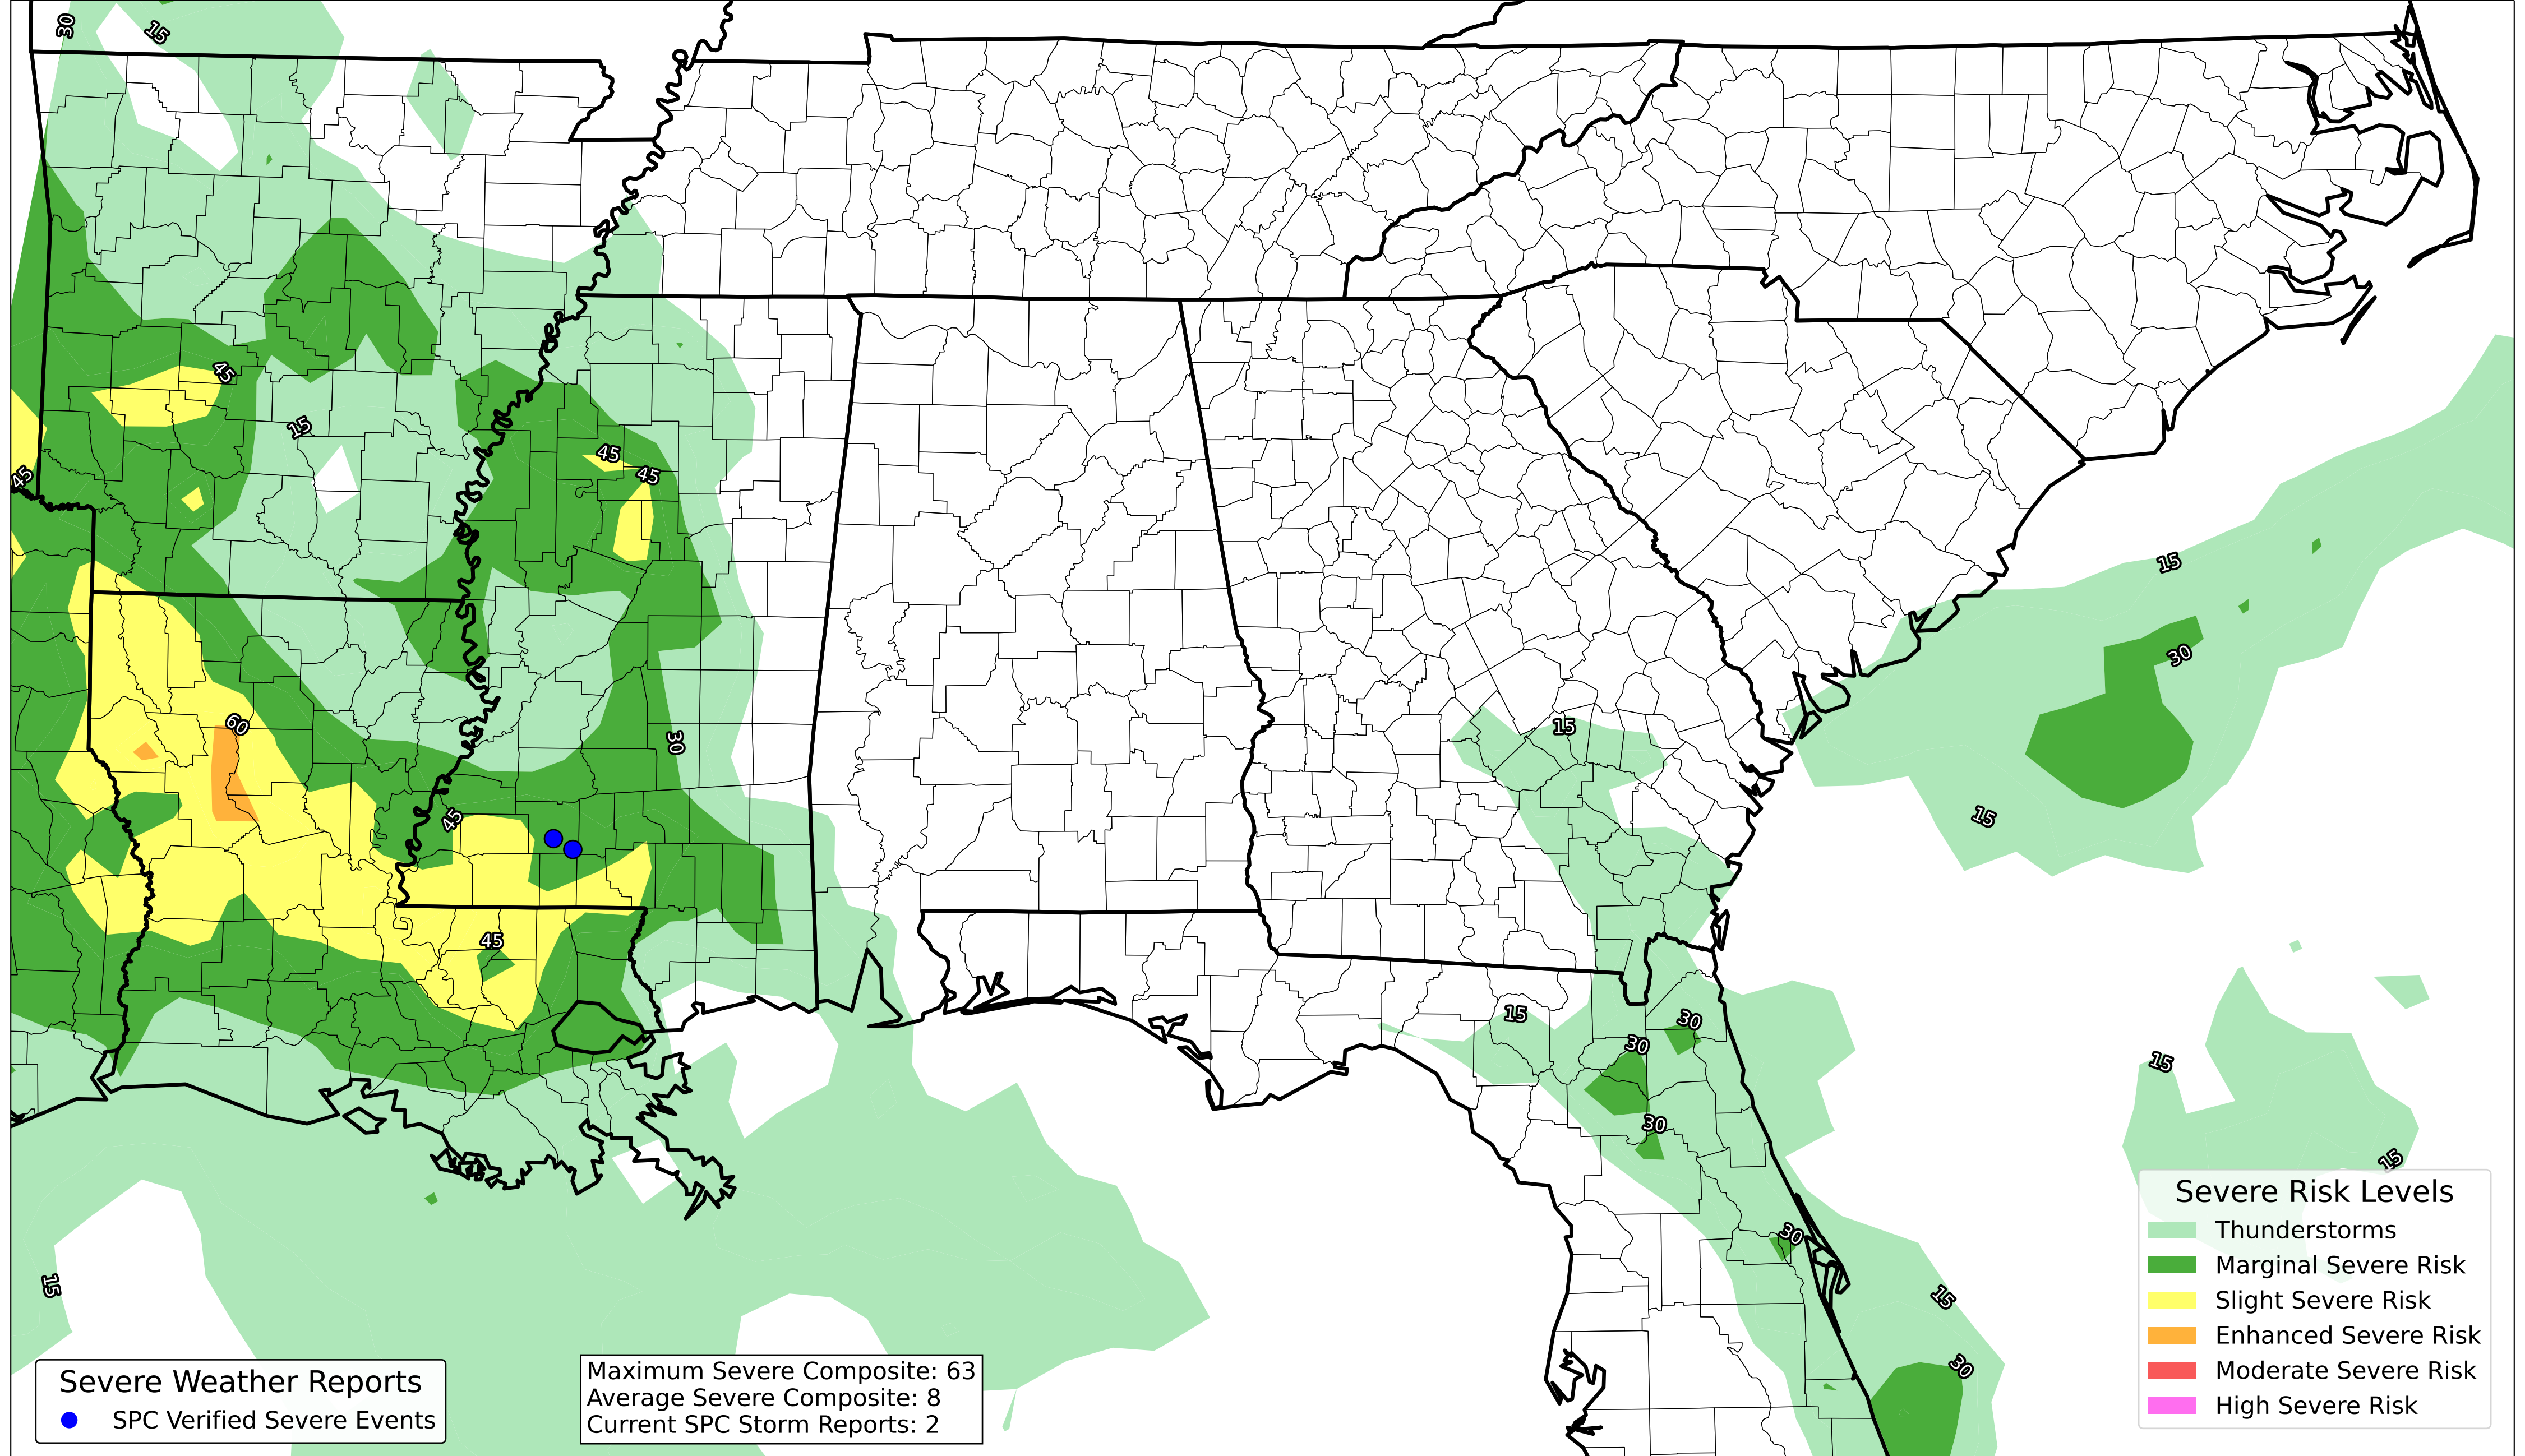 30
15
45
15
45
45
45
15
30
60
15
30
45
15
45
15
30
30
15
30
15
30
15
15
30
Severe Risk Levels
Thunderstorms
Marginal Severe Risk
Slight Severe Risk
Enhanced Severe Risk
Moderate Severe Risk
High Severe Risk
Severe Weather Reports
SPC Verified Severe Events
Maximum Severe Composite: 63
Average Severe Composite: 8
Current SPC Storm Reports: 2